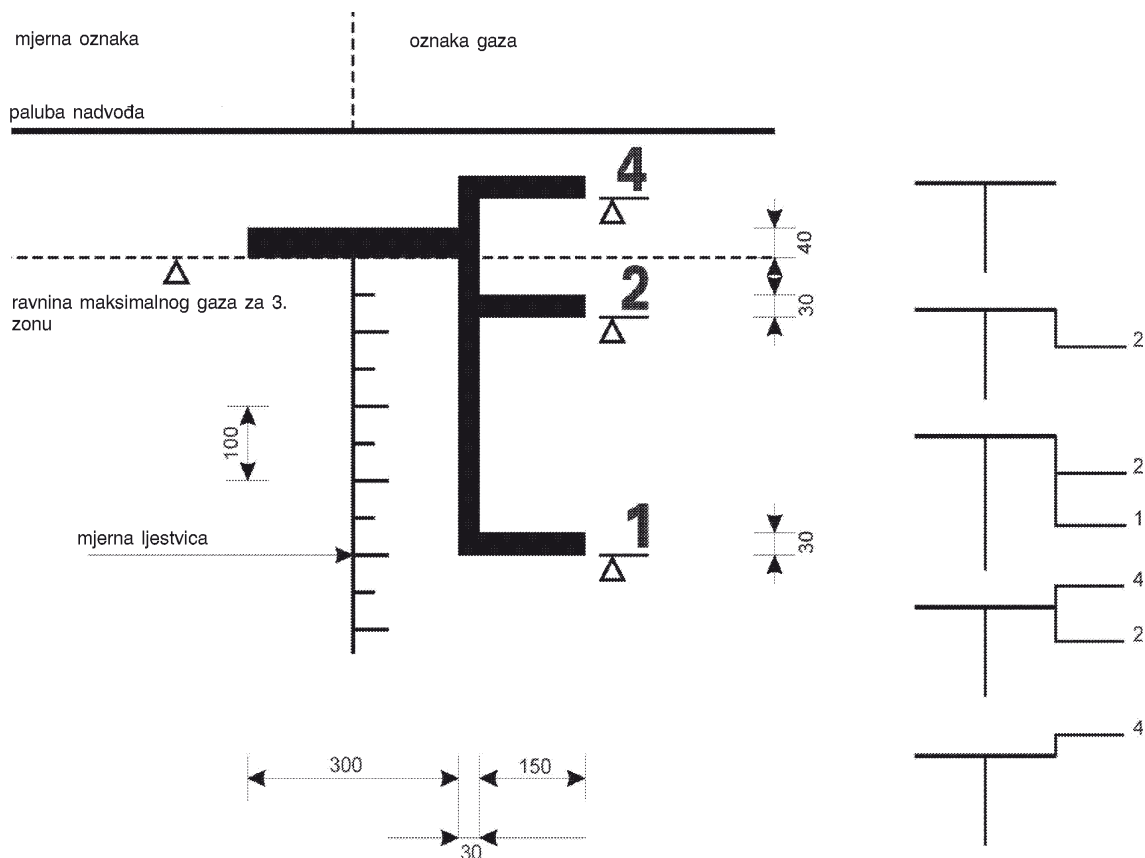 mjerna oznaka
oznaka gaza
paluba nadvođa
4
40
ravnina maksimalnog gaza za 3.
zonu
2
30
100
mjerna ljestvica
1
30
300
150
30
2
2
1
4
2
4